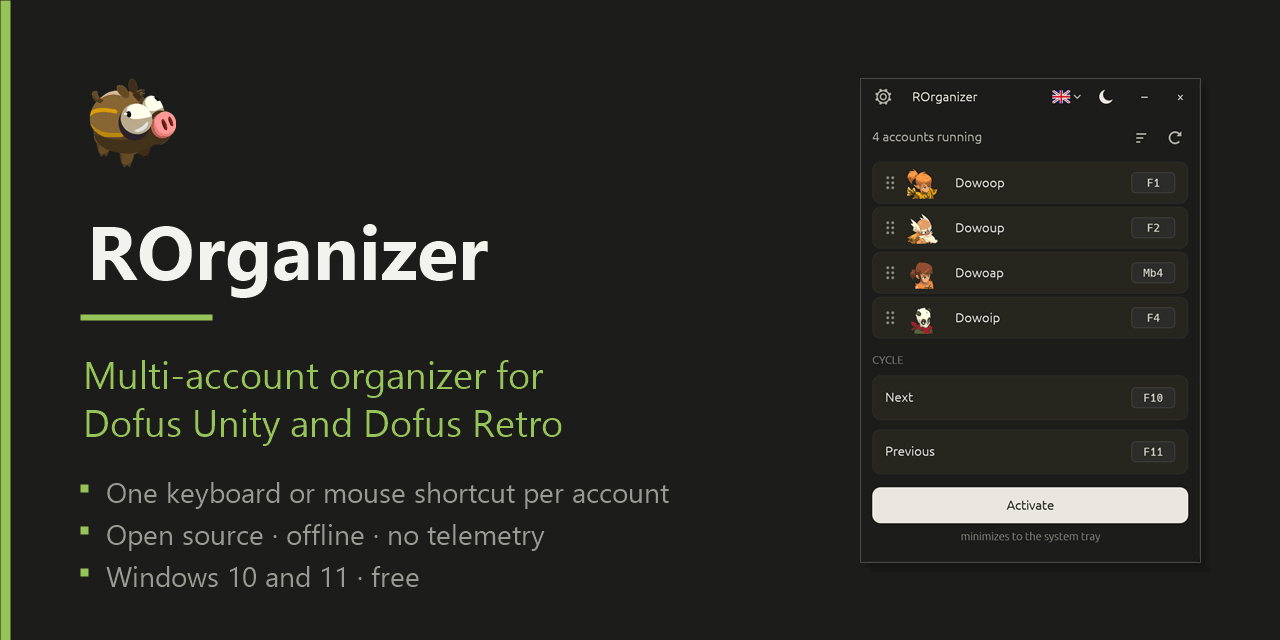 ROrganizer
Multi-account organizer for
Dofus Unity and Dofus Retro
One keyboard or mouse shortcut per account
Open source · offline · no telemetry
Windows 10 and 11 · free
ROrganizer
4 accounts running
Dowoop F1
Dowoup F2
Dowoap Mb4
Dowoip F4
CYCLE
Next F10
Previous F11
Activate
minimizes to the system tray